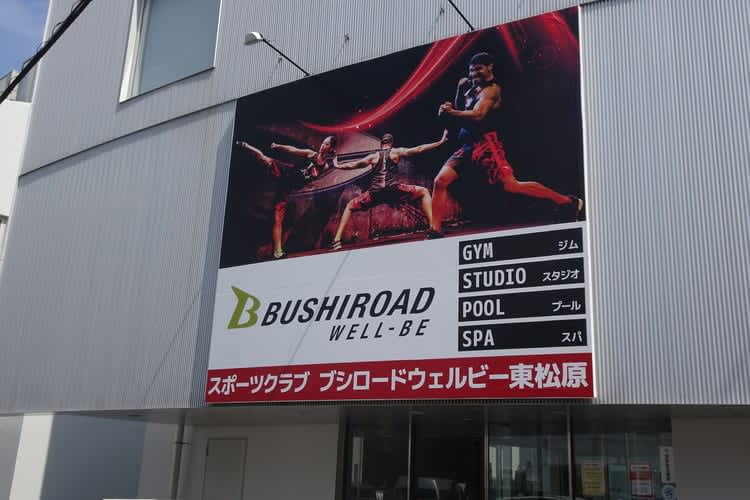 GYM ジム
STUDIO スタジオ
POOL プール
SPA スパ
BUSHIROAD
WELL-BE
スポーツクラブ ブシロードウェルビー東松原